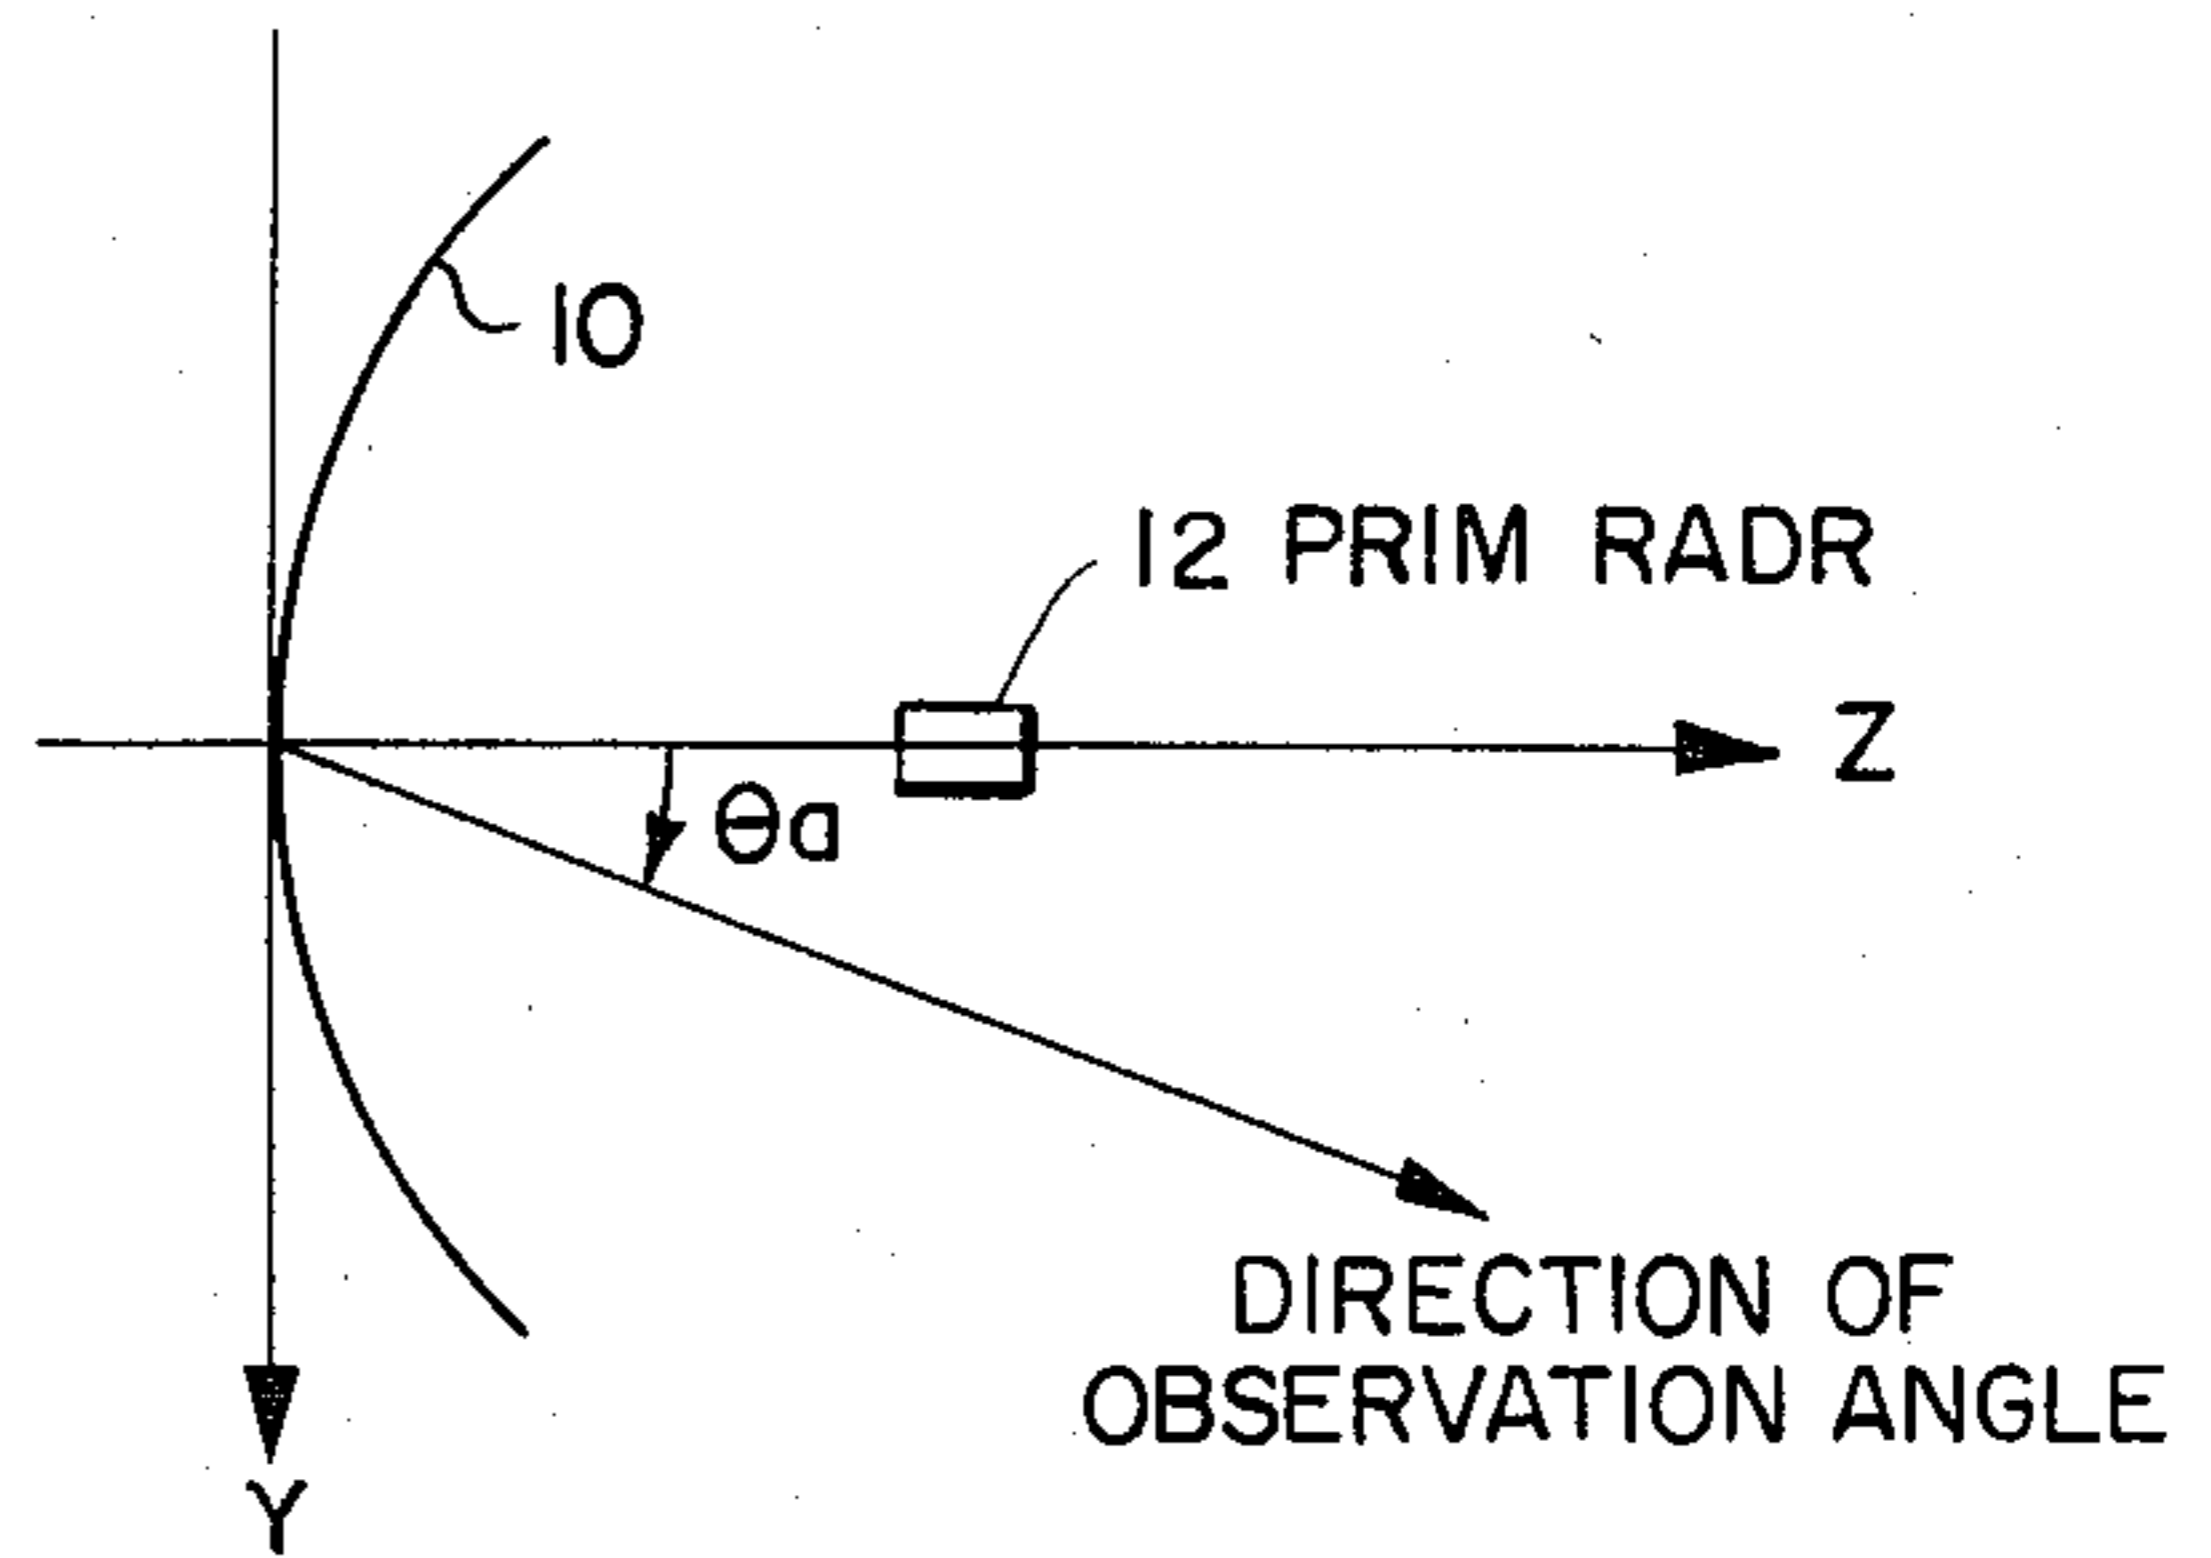 10
12 PRIM RADR
Z
θa
DIRECTION OF
OBSERVATION ANGLE
Y